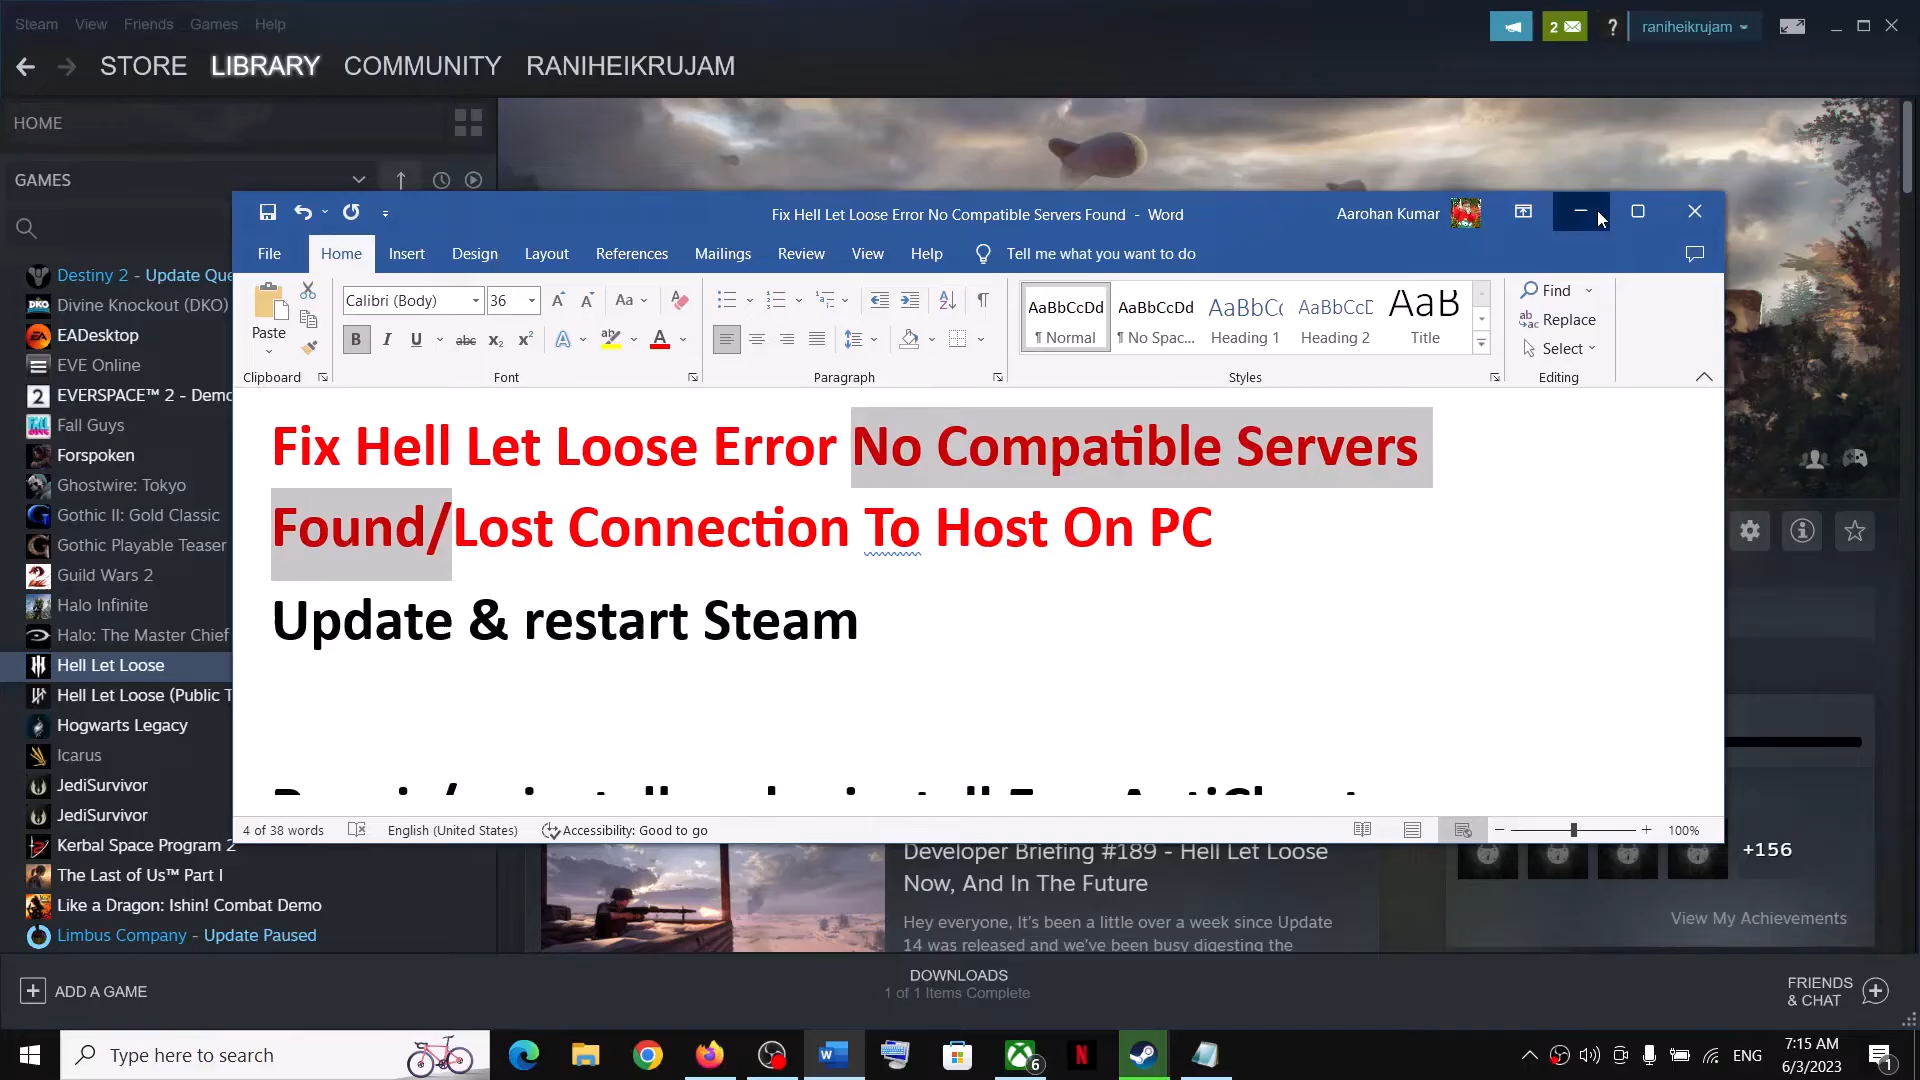 Steam View Friends Games Help
2
?
raniheikrujam
STORE LIBRARY COMMUNITY RANIHEIKRUJAM
HOME
GAMES
Destiny 2 - Update Que
Divine Knockout (DKO)
EADesktop
EVE Online
EVERSPACE™ 2 - Demo
Fall Guys
Forspoken
Ghostwire: Tokyo
Gothic II: Gold Classic
Gothic Playable Teaser
Guild Wars 2
Halo Infinite
Halo: The Master Chief
Hell Let Loose
Hell Let Loose (Public T
Hogwarts Legacy
Icarus
JediSurvivor
JediSurvivor
Kerbal Space Program 2
The Last of Us™ Part I
Like a Dragon: Ishin! Combat Demo
Limbus Company - Update Paused
ADD A GAME
Fix Hell Let Loose Error No Compatible Servers Found - Word
Aarohan Kumar
File Home Insert Design Layout References Mailings Review View Help Tell me what you want to do
Paste
Clipboard
Calibri (Body) 36
Font
Paragraph
AaBbCcDd AaBbCcDd AaBbCc AaBbCcD AaB
¶ Normal ¶ No Spac... Heading 1 Heading 2 Title
Styles
Find
Replace
Select
Editing
Fix Hell Let Loose Error No Compatible Servers
Found/Lost Connection To Host On PC
Update & restart Steam
4 of 38 words English (United States) Accessibility: Good to go 100%
Developer Briefing #189 - Hell Let Loose
Now, And In The Future
Hey everyone, It's been a little over a week since Update
14 was released and we've been busy digesting the
+156
View My Achievements
DOWNLOADS
1 of 1 Items Complete
FRIENDS
& CHAT
Type here to search
6
ENG
7:15 AM
6/3/2023
1